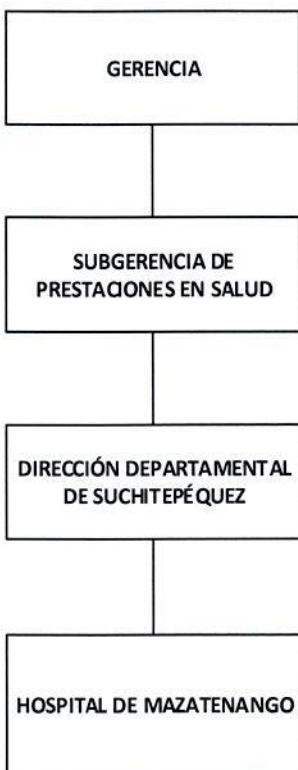 GERENCIA
SUBGERENCIA DE
PRESTACIONES EN SALUD
DIRECCIÓN DEPARTAMENTAL
DE SUCHITEPÉQUEZ
HOSPITAL DE MAZATENANGO